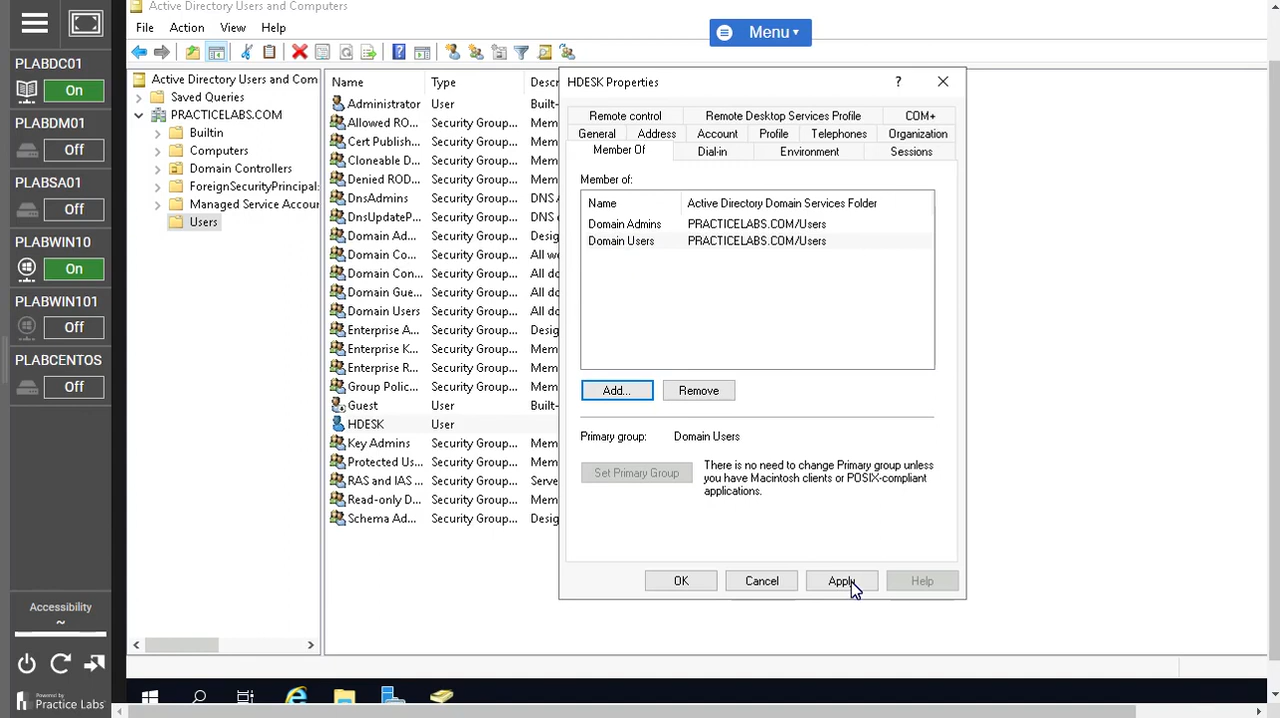 Active Directory Users and Computers
File Action View Help
Menu
PLABDC01
On
PLABDM01
Off
PLABSA01
Off
PLABWIN10
On
PLABWIN101
Off
PLABCENTOS
Off
Accessibility
~
Powered by
Practice Labs
Active Directory Users and Com
Saved Queries
PRACTICELABS.COM
Builtin
Computers
Domain Controllers
ForeignSecurityPrincipal:
Managed Service Accour
Users
Name Type Descr
Administrator User Built-
Allowed RO... Security Group... Mem
Cert Publish... Security Group... Mem
Cloneable D... Security Group... Mem
Denied ROD... Security Group... Mem
DnsAdmins Security Group... DNS A
DnsUpdateP... Security Group... DNS c
Domain Ad... Security Group... Desig
Domain Co... Security Group... All wo
Domain Con... Security Group... All do
Domain Gue... Security Group... All do
Domain Users Security Group... All do
Enterprise A... Security Group... Desig
Enterprise K... Security Group... Mem
Enterprise R... Security Group... Mem
Group Polic... Security Group... Mem
Guest User Built-
HDESK User
Key Admins Security Group... Mem
Protected Us... Security Group... Mem
RAS and IAS ... Security Group... Serve
Read-only D... Security Group... Mem
Schema Ad... Security Group... Desig
HDESK Properties
?
Remote control Remote Desktop Services Profile COM+
General Address Account Profile Telephones Organization
Member Of Dial-in Environment Sessions
Member of:
Name Active Directory Domain Services Folder
Domain Admins PRACTICELABS.COM/Users
Domain Users PRACTICELABS.COM/Users
Add... Remove
Primary group: Domain Users
Set Primary Group
There is no need to change Primary group unless
you have Macintosh clients or POSIX-compliant
applications.
OK Cancel Apply Help